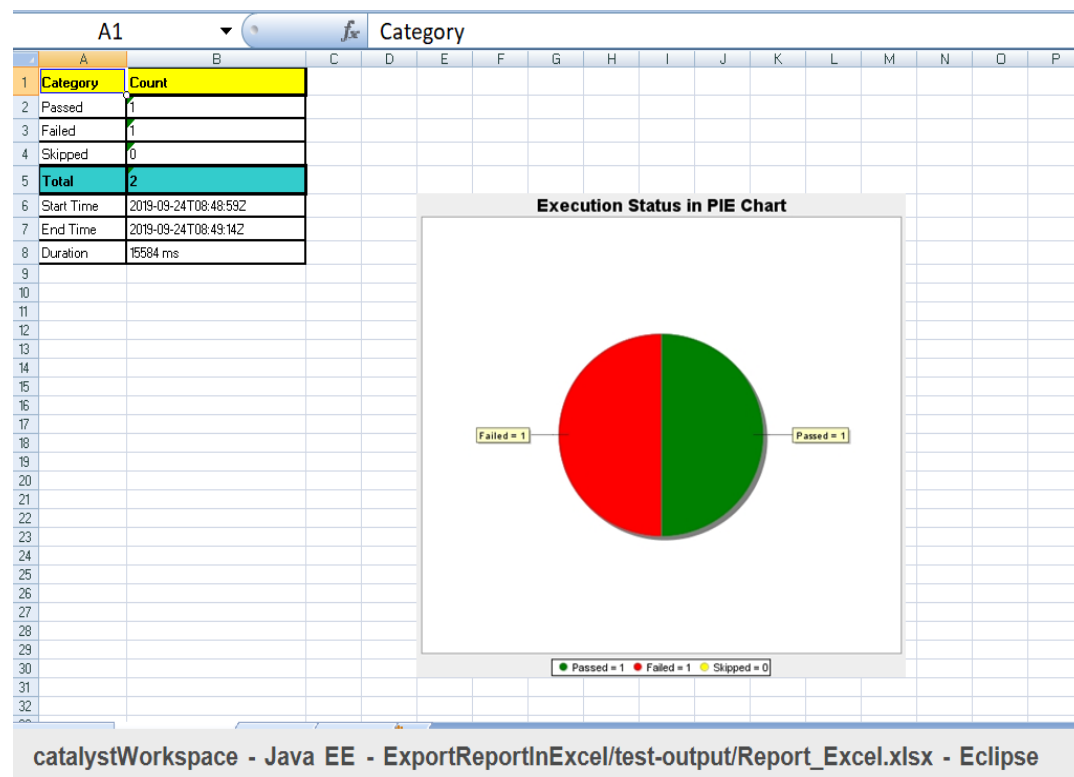 A1 fx Category
A B C D E F G H I J K L M N O P
1 Category Count
2 Passed 1
3 Failed 1
4 Skipped 0
5 Total 2
6 Start Time 2019-09-24T08:48:59Z
7 End Time 2019-09-24T08:49:14Z
8 Duration 15584 ms
9
10
11
12
13
14
15
16
17
18
19
20
21
22
23
24
25
26
27
28
29
30
31
32
Execution Status in PIE Chart
Failed = 1
Passed = 1
Passed = 1 Failed = 1 Skipped = 0
catalystWorkspace - Java EE - ExportReportInExcel/test-output/Report_Excel.xlsx - Eclipse